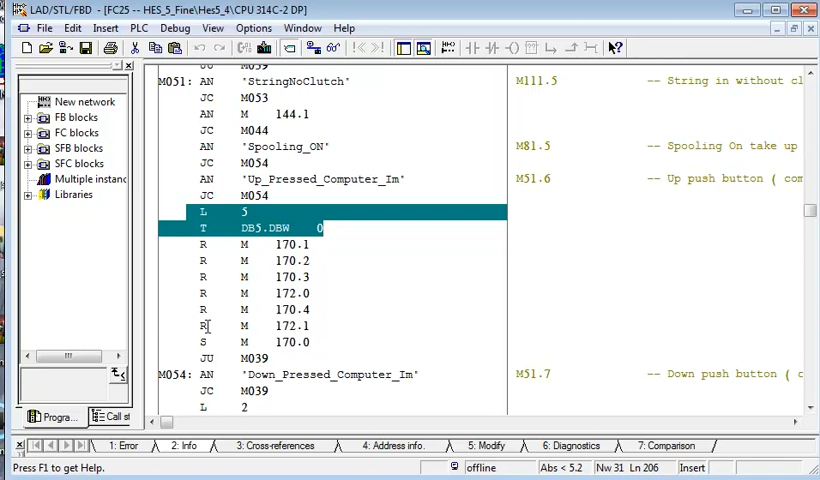 LAD/STL/FBD - [FC25 -- HES_5_Fine\Hes5_4\CPU 314C-2 DP]
File Edit Insert PLC Debug View Options Window Help
New network
FB blocks
FC blocks
SFB blocks
SFC blocks
Multiple instanc
Libraries
Progra...
Call st
JU M059
M051: AN "StringNoClutch" M111.5 -- String in without cl
JC M053
AN M 144.1
JC M044
AN "Spooling_ON" M81.5 -- Spooling On take up
JC M054
AN "Up_Pressed_Computer_Im" M51.6 -- Up push button ( com
JC M054
L 5
T DB5.DBW 0
R M 170.1
R M 170.2
R M 170.3
R M 172.0
R M 170.4
R M 172.1
S M 170.0
JU M039
M054: AN "Down_Pressed_Computer_Im" M51.7 -- Down push button ( c
JC M039
L 2
1: Error 2: Info 3: Cross-references 4: Address info. 5: Modify 6: Diagnostics 7: Comparison
Press F1 to get Help. offline Abs < 5.2 Nw 31 Ln 206 Insert